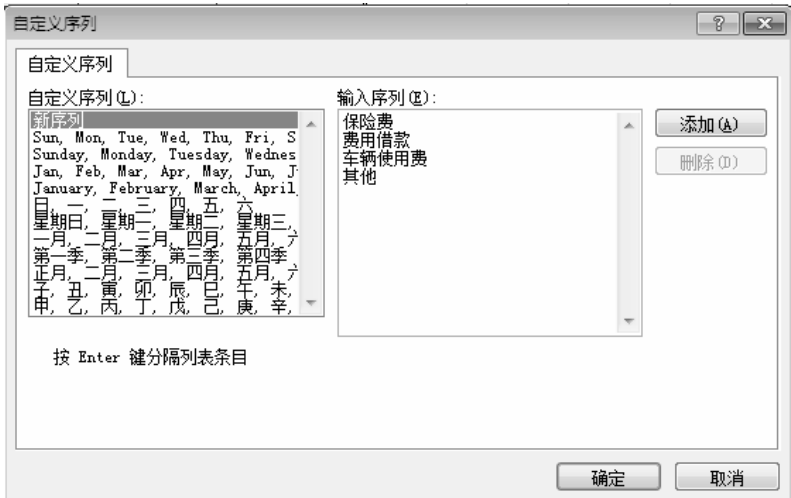 自定义序列
自定义序列
自定义序列(L):
新序列
Sun, Mon, Tue, Wed, Thu, Fri, S
Sunday, Monday, Tuesday, Wednes
Jan, Feb, Mar, Apr, May, Jun, J
January, February, March, April,
日, 一, 二, 三, 四, 五, 六
星期日, 星期一, 星期二, 星期三,
一月, 二月, 三月, 四月, 五月, 六
第一季, 第二季, 第三季, 第四季
正月, 二月, 三月, 四月, 五月, 六
子, 丑, 寅, 卯, 辰, 巳, 午, 未,
甲, 乙, 丙, 丁, 戊, 己, 庚, 辛,
输入序列(E):
保险费
费用借款
车辆使用费
其他
添加(A)
删除(D)
按 Enter 键分隔列表条目
确定
取消